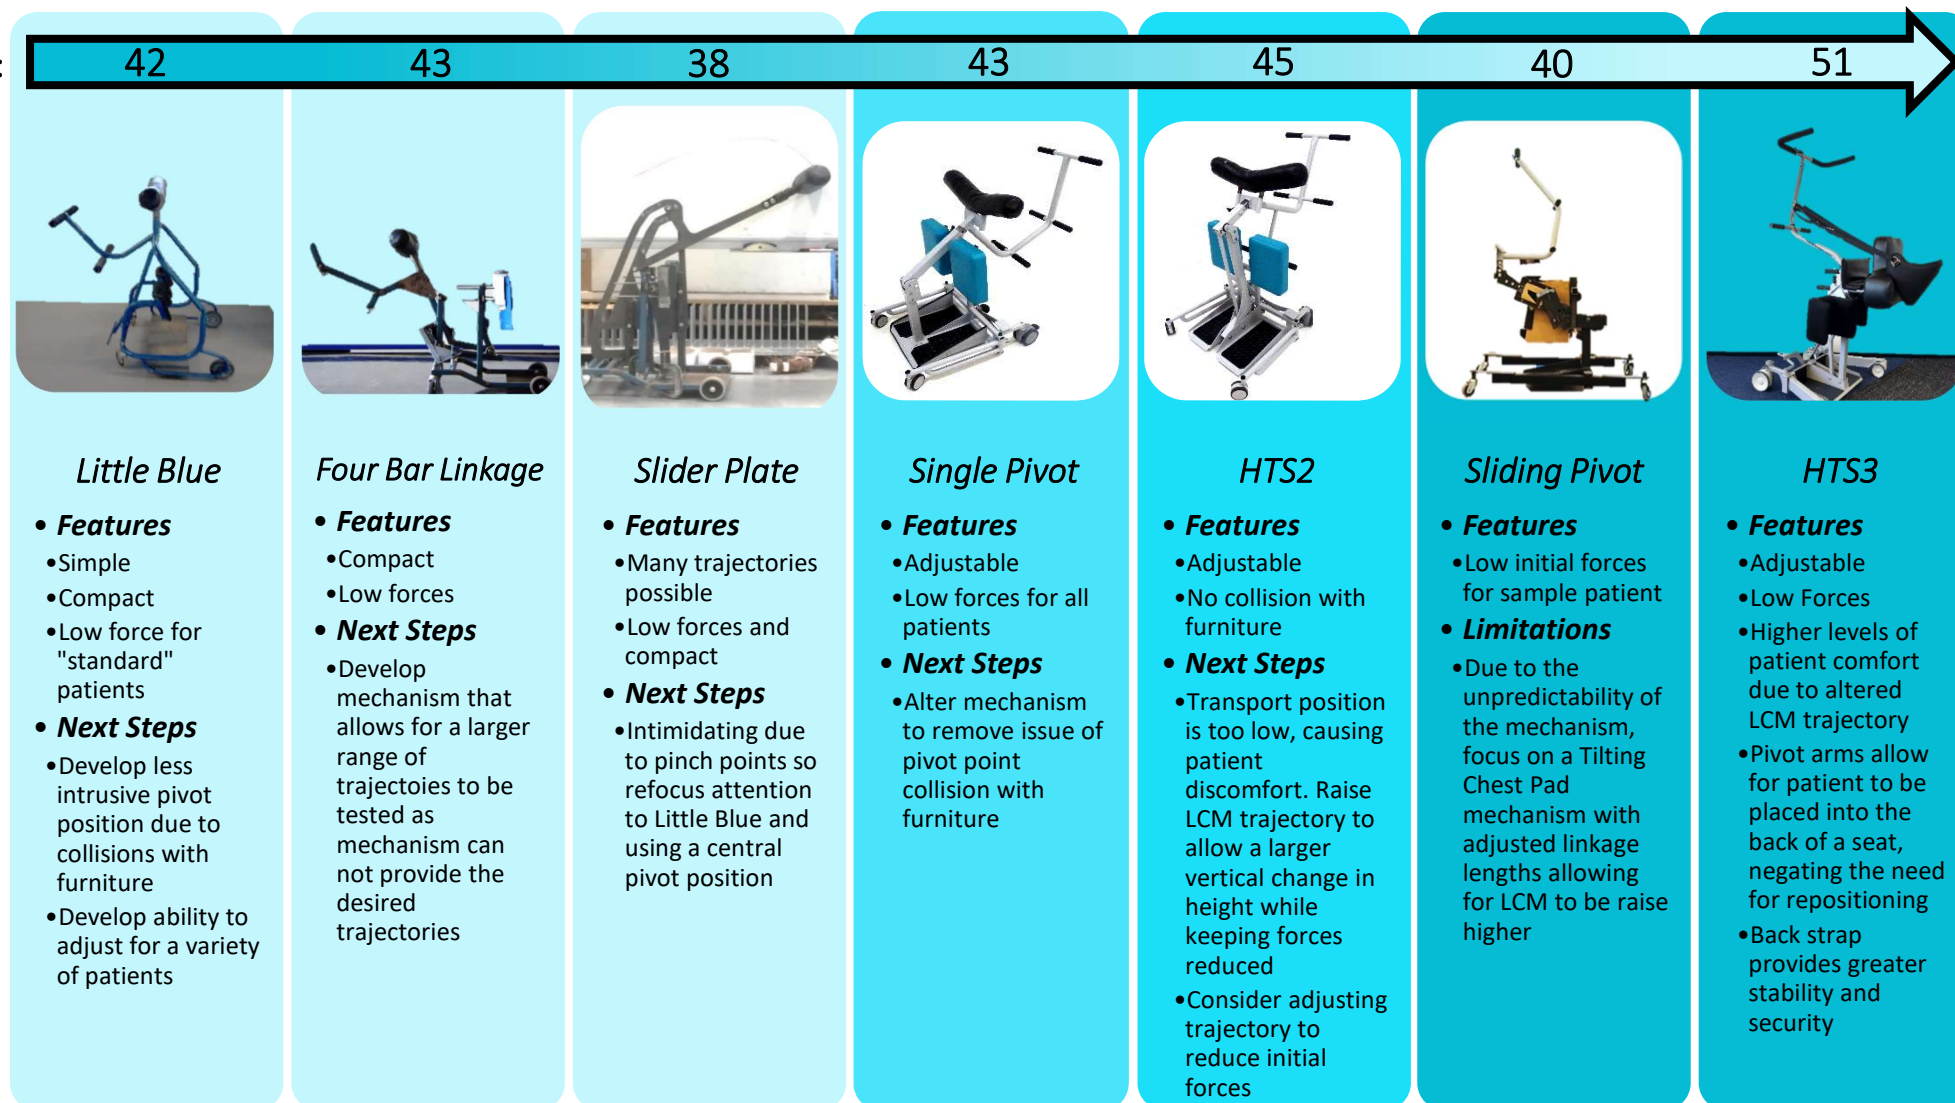 :
42
43
38
43
45
40
51
Little Blue
• Features
•Simple
•Compact
•Low force for
"standard"
patients
• Next Steps
•Develop less
intrusive pivot
position due to
collisions with
furniture
•Develop ability to
adjust for a variety
of patients
Four Bar Linkage
• Features
•Compact
•Low forces
• Next Steps
•Develop
mechanism that
allows for a larger
range of
trajectoies to be
tested as
mechanism can
not provide the
desired
trajectories
Slider Plate
• Features
•Many trajectories
possible
•Low forces and
compact
• Next Steps
•Intimidating due
to pinch points so
refocus attention
to Little Blue and
using a central
pivot position
Single Pivot
• Features
•Adjustable
•Low forces for all
patients
• Next Steps
•Alter mechanism
to remove issue of
pivot point
collision with
furniture
HTS2
• Features
•Adjustable
•No collision with
furniture
• Next Steps
•Transport position
is too low, causing
patient
discomfort. Raise
LCM trajectory to
allow a larger
vertical change in
height while
keeping forces
reduced
•Consider adjusting
trajectory to
reduce initial
forces
Sliding Pivot
• Features
•Low initial forces
for sample patient
• Limitations
•Due to the
unpredictability of
the mechanism,
focus on a Tilting
Chest Pad
mechanism with
adjusted linkage
lengths allowing
for LCM to be raise
higher
HTS3
• Features
•Adjustable
•Low Forces
•Higher levels of
patient comfort
due to altered
LCM trajectory
•Pivot arms allow
for patient to be
placed into the
back of a seat,
negating the need
for repositioning
•Back strap
provides greater
stability and
security